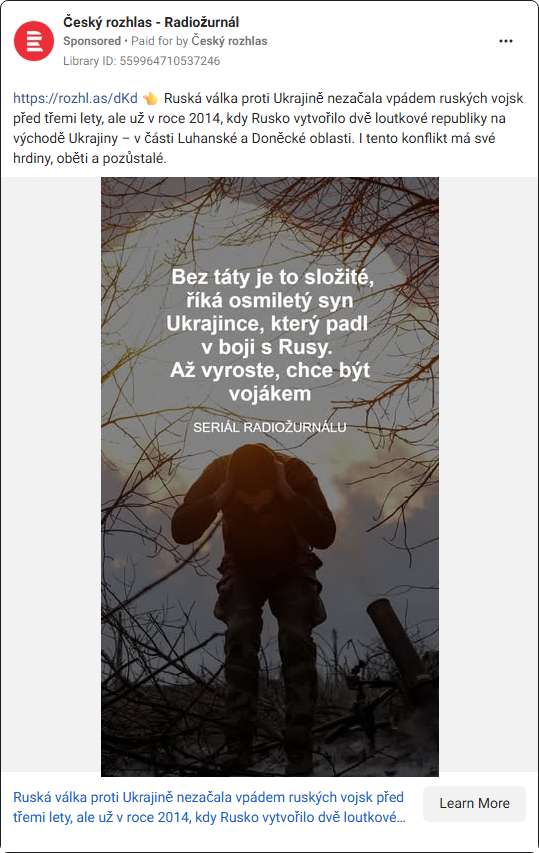 Český rozhlas - Radiožurnál
Sponsored • Paid for by Český rozhlas
Library ID: 559964710537246
https://rozhl.as/dKd 👈 Ruská válka proti Ukrajině nezačala vpádem ruských vojsk
před třemi lety, ale už v roce 2014, kdy Rusko vytvořilo dvě loutkové republiky na
východě Ukrajiny – v části Luhanské a Doněcké oblasti. I tento konflikt má své
hrdiny, oběti a pozůstalé.
Bez táty je to složité,
říká osmiletý syn
Ukrajince, který padl
v boji s Rusy.
Až vyroste, chce být
vojákem
SERIÁL RADIOŽURNÁLU
Ruská válka proti Ukrajině nezačala vpádem ruských vojsk
před třemi lety, ale už v roce 2014, kdy Rusko vytvořilo dvě loutkové…
Learn More